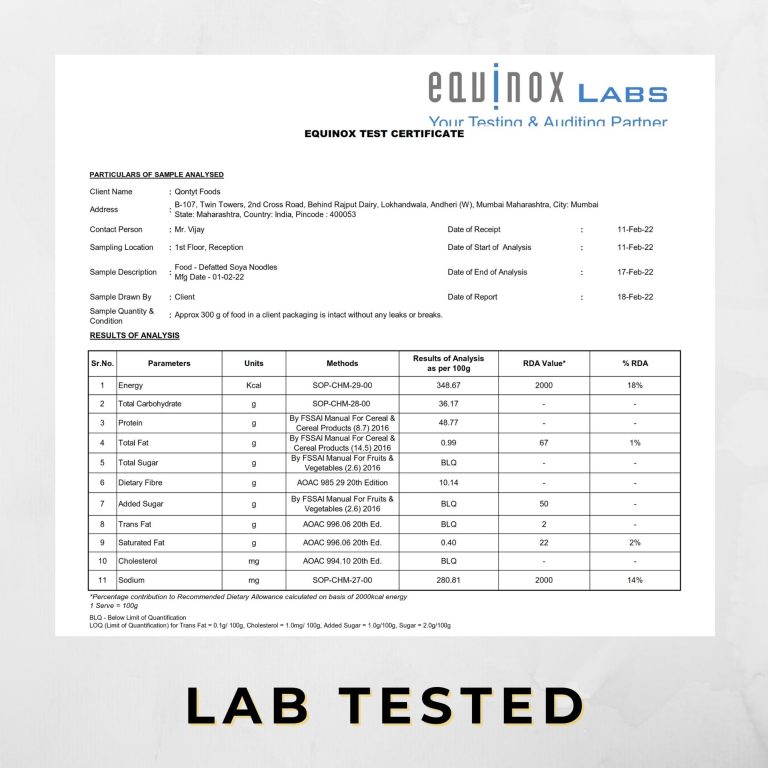 equinox LABS
Your Testing & Auditing Partner
EQUINOX TEST CERTIFICATE
PARTICULARS OF SAMPLE ANALYSED
Client Name : Qontyt Foods
Address : B-107, Twin Towers, 2nd Cross Road, Behind Rajput Dairy, Lokhandwala, Andheri (W), Mumbai Maharashtra, City: Mumbai
State: Maharashtra, Country: India, Pincode : 400053
Contact Person : Mr. Vijay Date of Receipt : 11-Feb-22
Sampling Location : 1st Floor, Reception Date of Start of Analysis : 11-Feb-22
Sample Description : Food - Defatted Soya Noodles
Mfg Date - 01-02-22 Date of End of Analysis : 17-Feb-22
Sample Drawn By : Client Date of Report : 18-Feb-22
Sample Quantity &
Condition : Approx 300 g of food in a client packaging is intact without any leaks or breaks.
RESULTS OF ANALYSIS
Sr.No. Parameters Units Methods Results of Analysis as per 100g RDA Value* % RDA
1 Energy Kcal SOP-CHM-29-00 348.67 2000 18%
2 Total Carbohydrate g SOP-CHM-28-00 36.17 - -
3 Protein g By FSSAI Manual For Cereal & Cereal Products (8.7) 2016 48.77 - -
4 Total Fat g By FSSAI Manual For Cereal & Cereal Products (14.5) 2016 0.99 67 1%
5 Total Sugar g By FSSAI Manual For Fruits & Vegetables (2.6) 2016 BLQ - -
6 Dietary Fibre g AOAC 985 29 20th Edition 10.14 - -
7 Added Sugar g By FSSAI Manual For Fruits & Vegetables (2.6) 2016 BLQ 50 -
8 Trans Fat g AOAC 996.06 20th Ed. BLQ 2 -
9 Saturated Fat g AOAC 996.06 20th Ed. 0.40 22 2%
10 Cholesterol mg AOAC 994.10 20th Ed. BLQ - -
11 Sodium mg SOP-CHM-27-00 280.81 2000 14%
*Percentage contribution to Recommended Dietary Allowance calculated on basis of 2000kcal energy
1 Serve = 100g
BLQ - Below Limit of Quantification
LOQ (Limit of Quantification) for Trans Fat = 0.1g/ 100g, Cholesterol = 1.0mg/ 100g, Added Sugar = 1.0g/100g, Sugar = 2.0g/100g
LAB TESTED